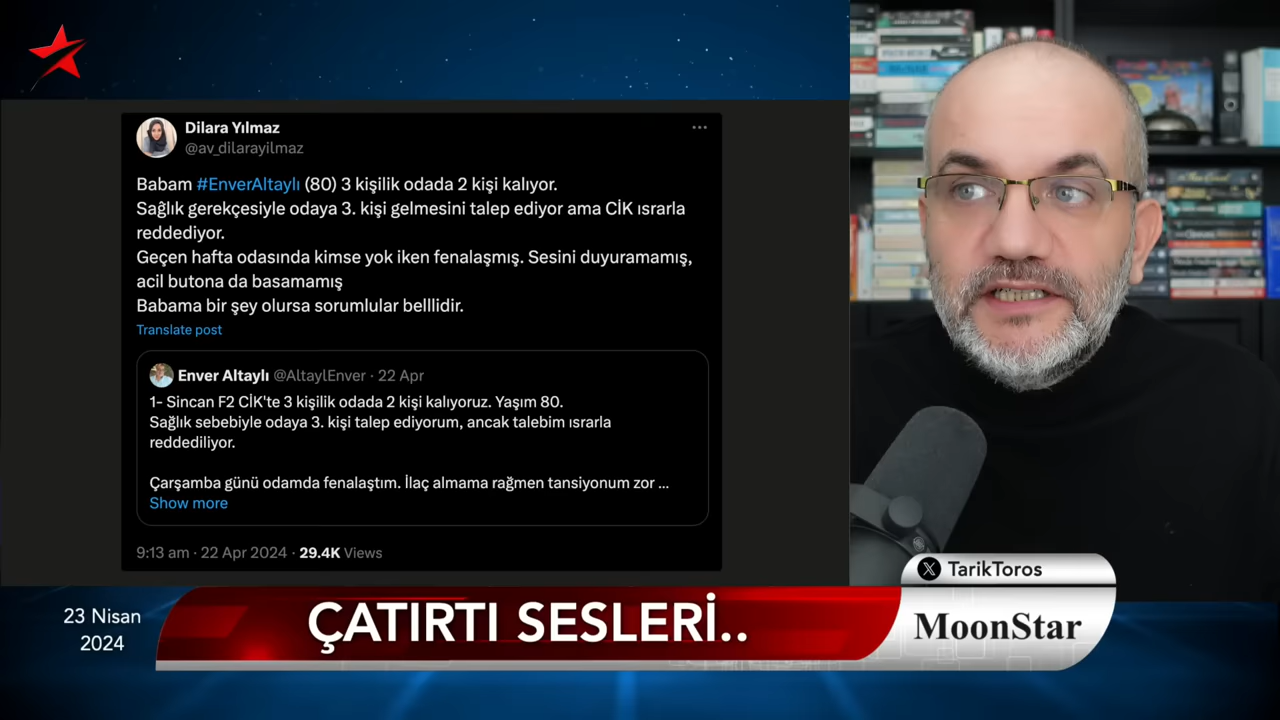 Dilara Yılmaz
@av_dilarayilmaz
Babam #EnverAltaylı (80) 3 kişilik odada 2 kişi kalıyor.
Sağlık gerekçesiyle odaya 3. kişi gelmesini talep ediyor ama CİK ısrarla
reddediyor.
Geçen hafta odasında kimse yok iken fenalaşmış. Sesini duyuramamış,
acil butona da basamamış
Babama bir şey olursa sorumlular belllidir.
Translate post
Enver Altaylı @AltaylEnver · 22 Apr
1- Sincan F2 CİK'te 3 kişilik odada 2 kişi kalıyoruz. Yaşım 80.
Sağlık sebebiyle odaya 3. kişi talep ediyorum, ancak talebim ısrarla
reddediliyor.
Çarşamba günü odamda fenalaştım. İlaç almama rağmen tansiyonum zor ...
Show more
9:13 am · 22 Apr 2024 · 29.4K Views
TarikToros
MoonStar
23 Nisan
2024
ÇATIRTI SESLERİ..